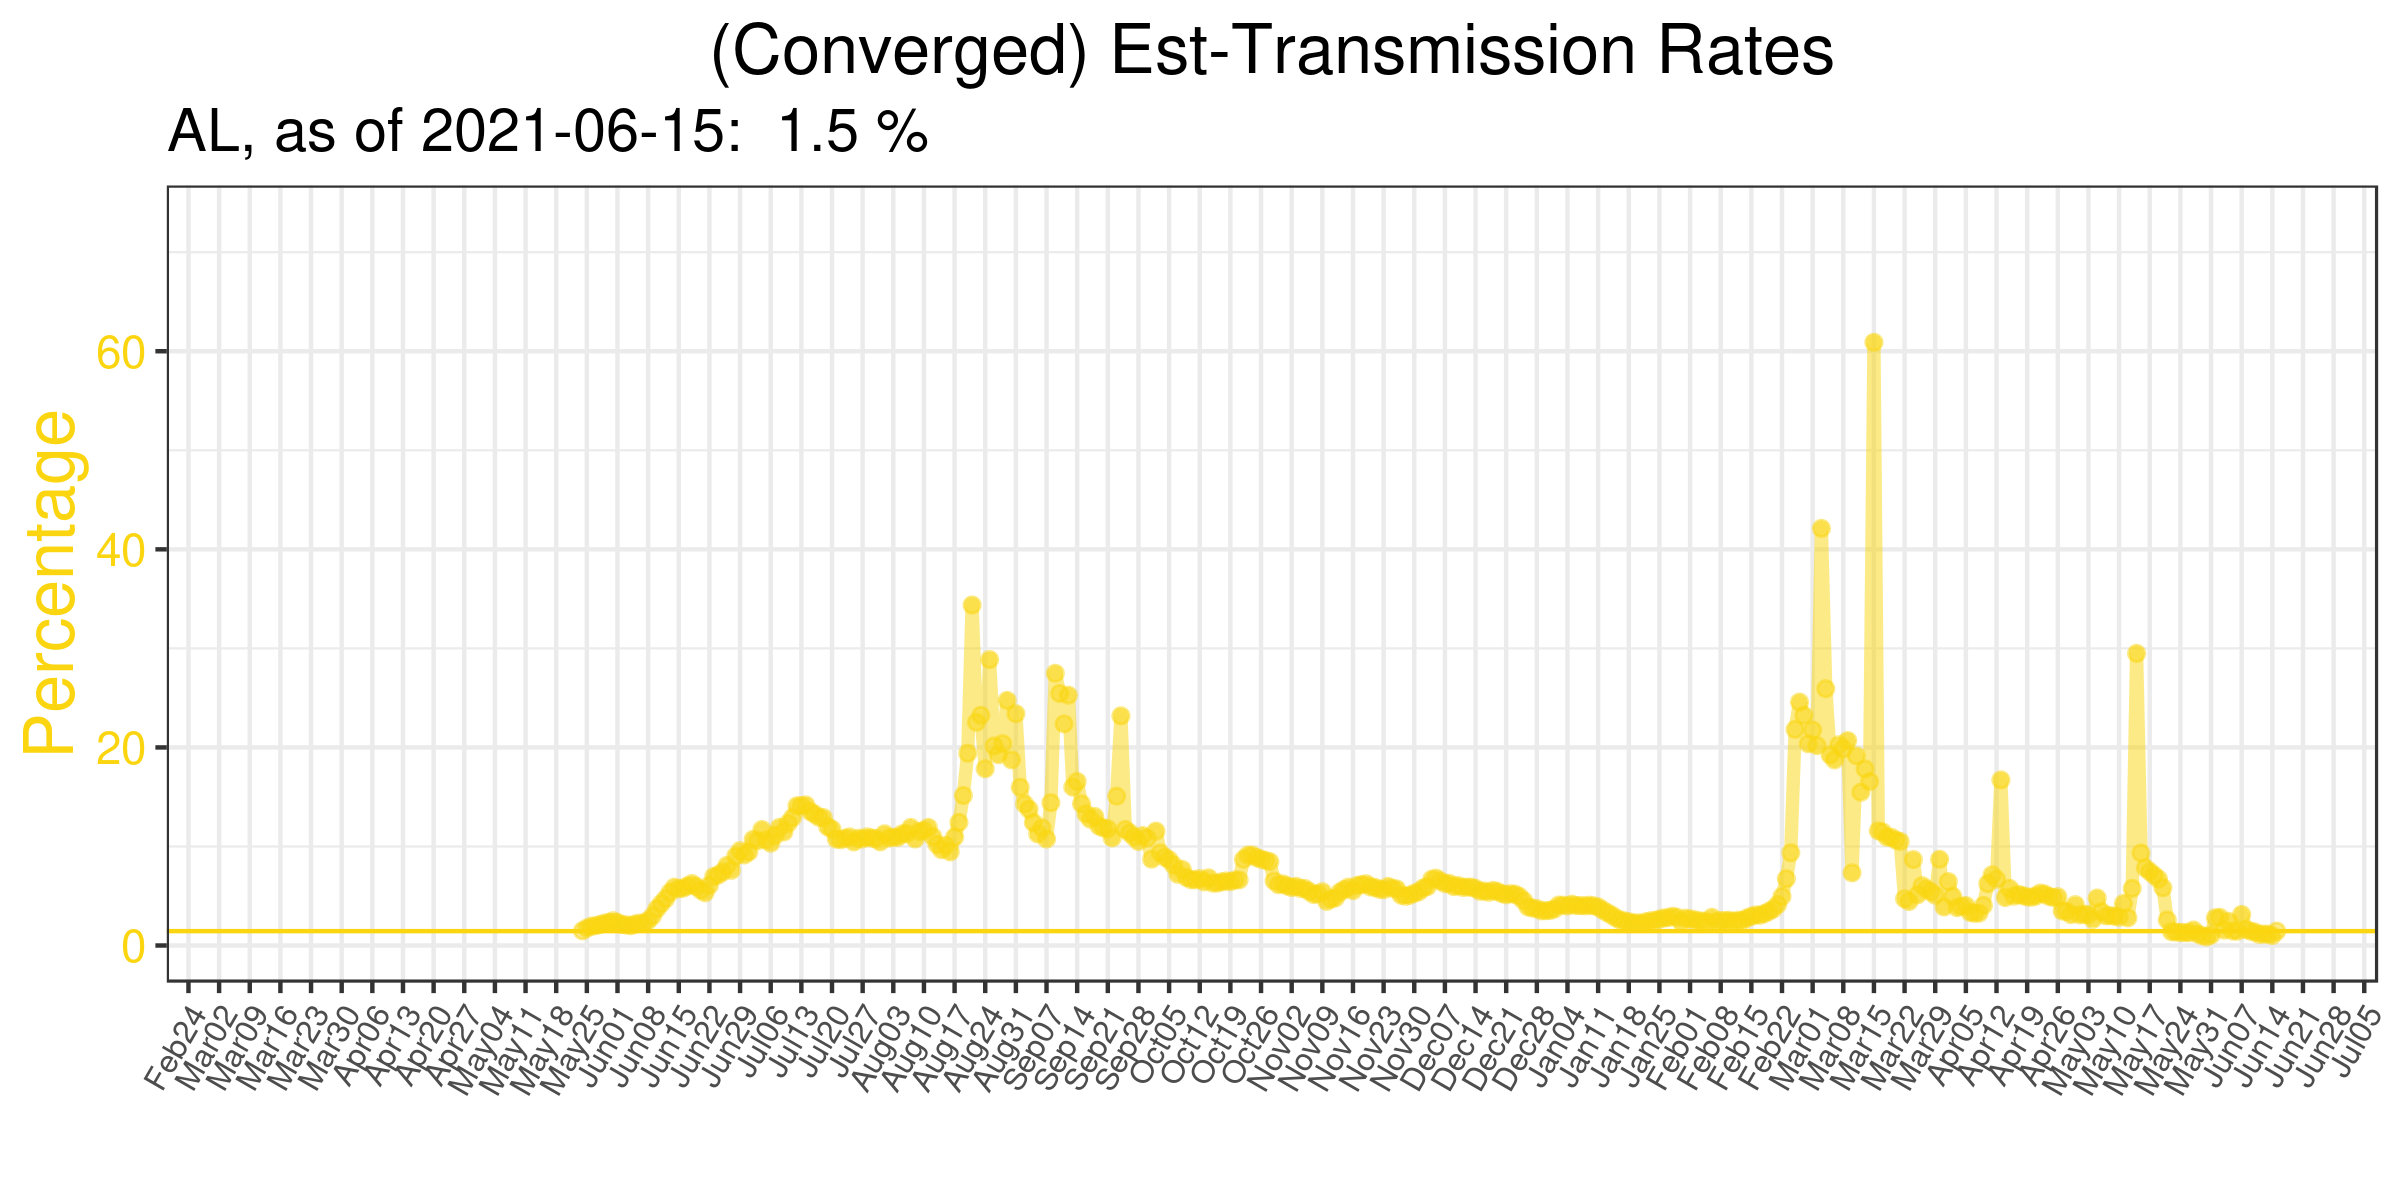 (Converged) Est-Transmission Rates
AL, as of 2021-06-15:  1.5 %
Percentage
60
40
20
0
Feb24
Mar02
Mar09
Mar16
Mar23
Mar30
Apr06
Apr13
Apr20
Apr27
May04
May11
May18
May25
Jun01
Jun08
Jun15
Jun22
Jun29
Jul06
Jul13
Jul20
Jul27
Aug03
Aug10
Aug17
Aug24
Aug31
Sep07
Sep14
Sep21
Sep28
Oct05
Oct12
Oct19
Oct26
Nov02
Nov09
Nov16
Nov23
Nov30
Dec07
Dec14
Dec21
Dec28
Jan04
Jan11
Jan18
Jan25
Feb01
Feb08
Feb15
Feb22
Mar01
Mar08
Mar15
Mar22
Mar29
Apr05
Apr12
Apr19
Apr26
May03
May10
May17
May24
May31
Jun07
Jun14
Jun21
Jun28
Jul05